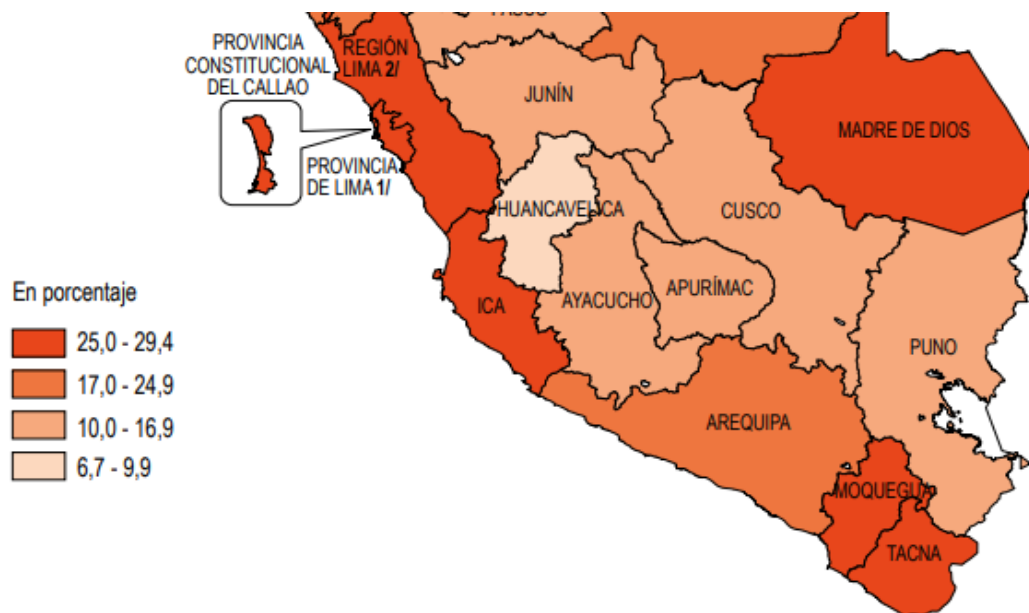 PASCO
PROVINCIA
CONSTITUCIONAL
DEL CALLAO
REGIÓN
LIMA 2/
JUNÍN
MADRE DE DIOS
PROVINCIA
DE LIMA 1/
HUANCAVELICA
CUSCO
En porcentaje
ICA
AYACUCHO
APURÍMAC
25,0 - 29,4
PUNO
17,0 - 24,9
AREQUIPA
10,0 - 16,9
6,7 - 9,9
MOQUEGUA
TACNA